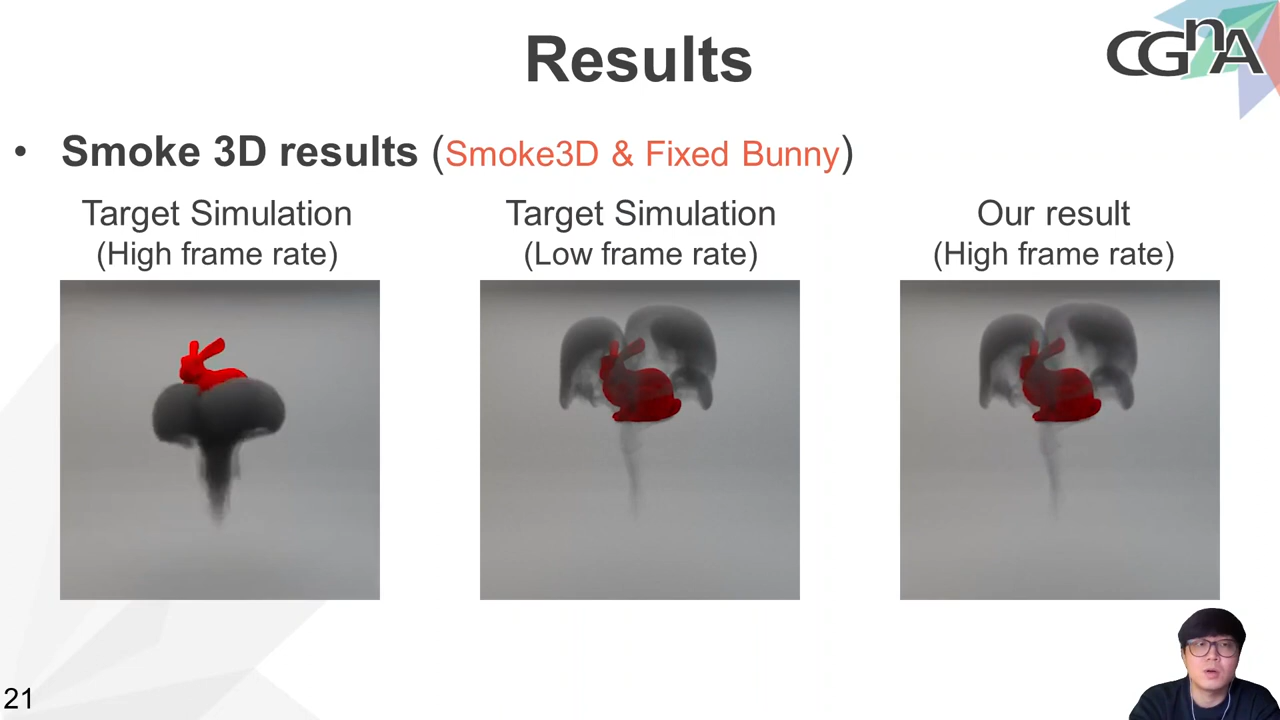 Results
CGnA
• Smoke 3D results (Smoke3D & Fixed Bunny)
Target Simulation
(High frame rate)
Target Simulation
(Low frame rate)
Our result
(High frame rate)
21